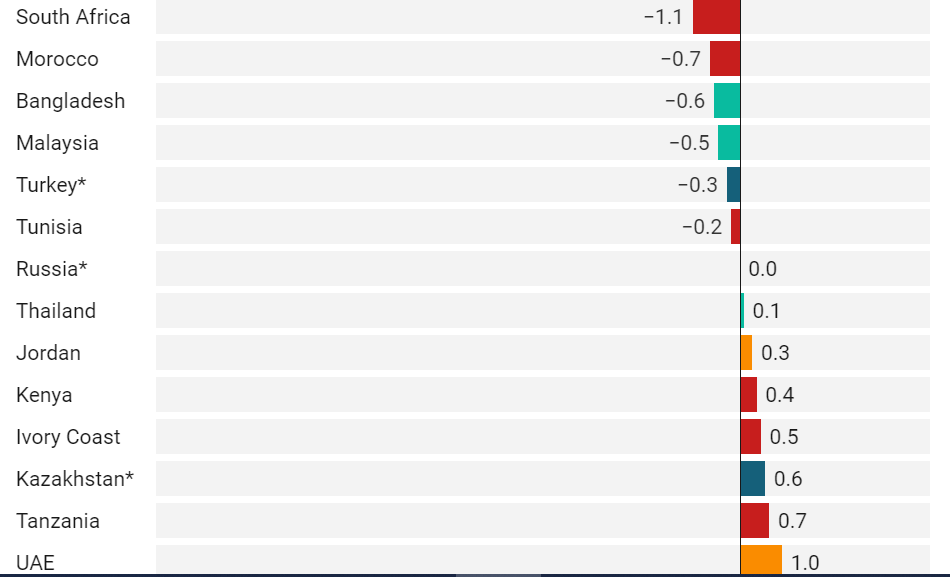 South Africa −1.1
Morocco −0.7
Bangladesh −0.6
Malaysia −0.5
Turkey* −0.3
Tunisia −0.2
Russia* 0.0
Thailand 0.1
Jordan 0.3
Kenya 0.4
Ivory Coast 0.5
Kazakhstan* 0.6
Tanzania 0.7
UAE 1.0